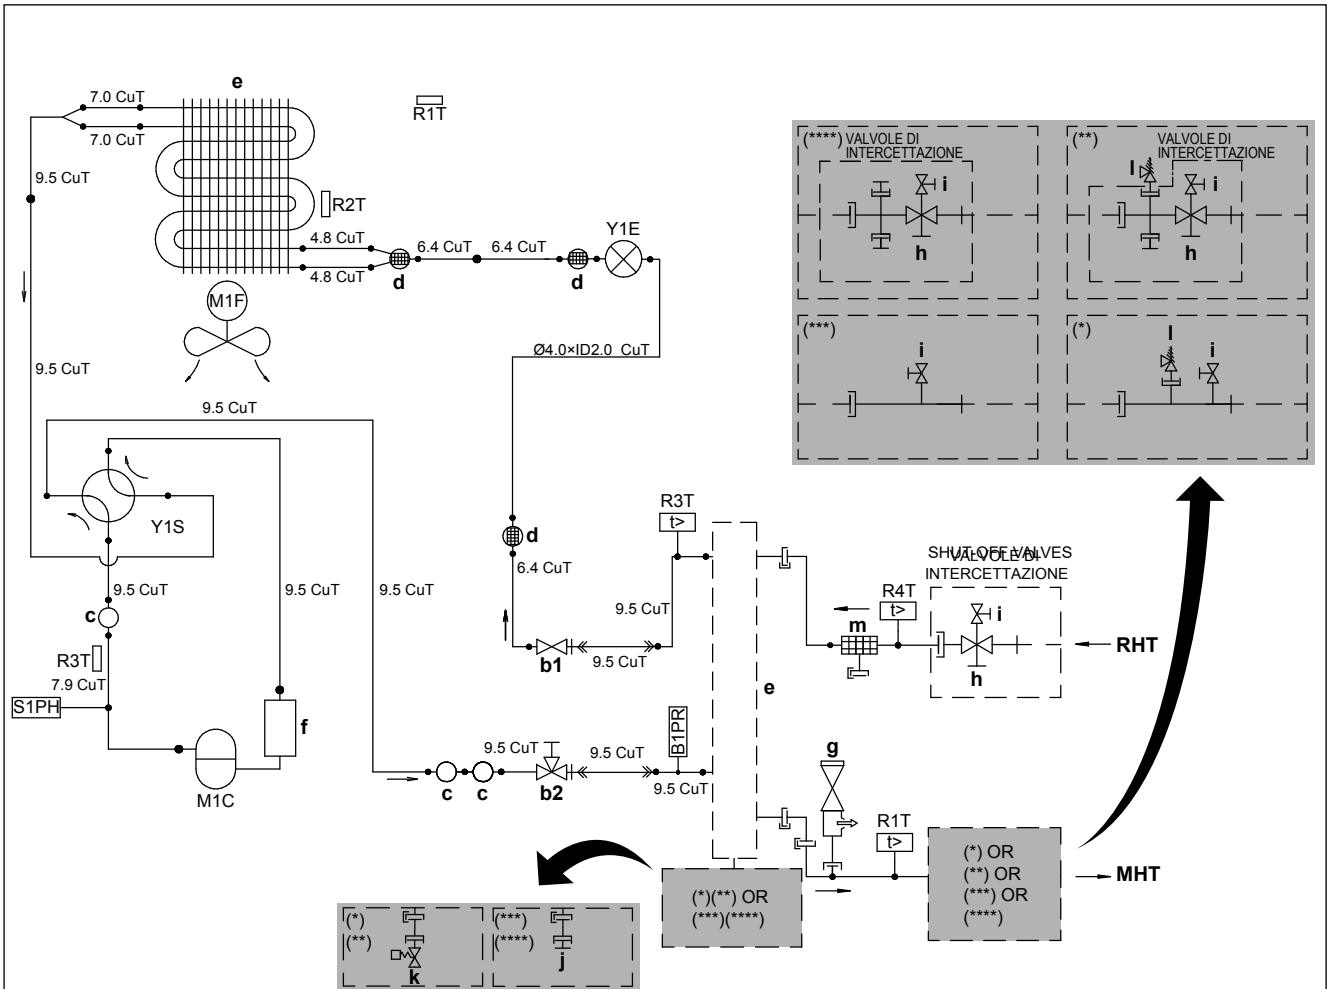 e
7.0 CuT
7.0 CuT
R1T
9.5 CuT
R2T
4.8 CuT
4.8 CuT
d
6.4 CuT
6.4 CuT
d
Y1E
M1F
9.5 CuT
Ø4.0×ID2.0 CuT
9.5 CuT
Y1S
9.5 CuT
9.5 CuT
9.5 CuT
c
R3T
7.9 CuT
S1PH
f
M1C
d
6.4 CuT
R3T
t>
9.5 CuT
b1
9.5 CuT
e
9.5 CuT
9.5 CuT
B1PR
9.5 CuT
c
c
b2
(****)
VALVOLE DI
INTERCETTAZIONE
i
h
(**)
VALVOLE DI
INTERCETTAZIONE
l
i
h
(***)
i
(*)
l
i
SHUT OFF VALVES
VALVOLE DI
INTERCETTAZIONE
R4T
t>
m
i
h
RHT
g
R1T
t>
(*) OR
(**) OR
(***) OR
(****)
MHT
(*)(**) OR
(***)(****)
(*)
(**)
k
(***)
(****)
j